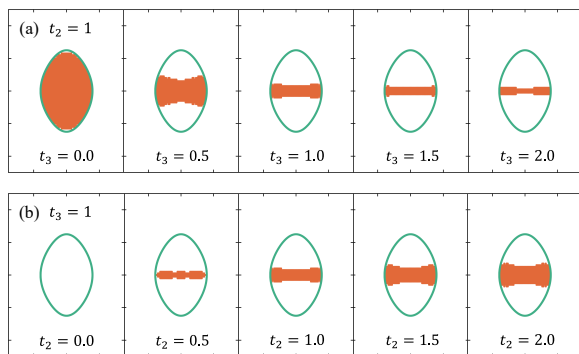 (a) t₂ = 1
t₃ = 0.0 t₃ = 0.5 t₃ = 1.0 t₃ = 1.5 t₃ = 2.0
(b) t₃ = 1
t₂ = 0.0 t₂ = 0.5 t₂ = 1.0 t₂ = 1.5 t₂ = 2.0